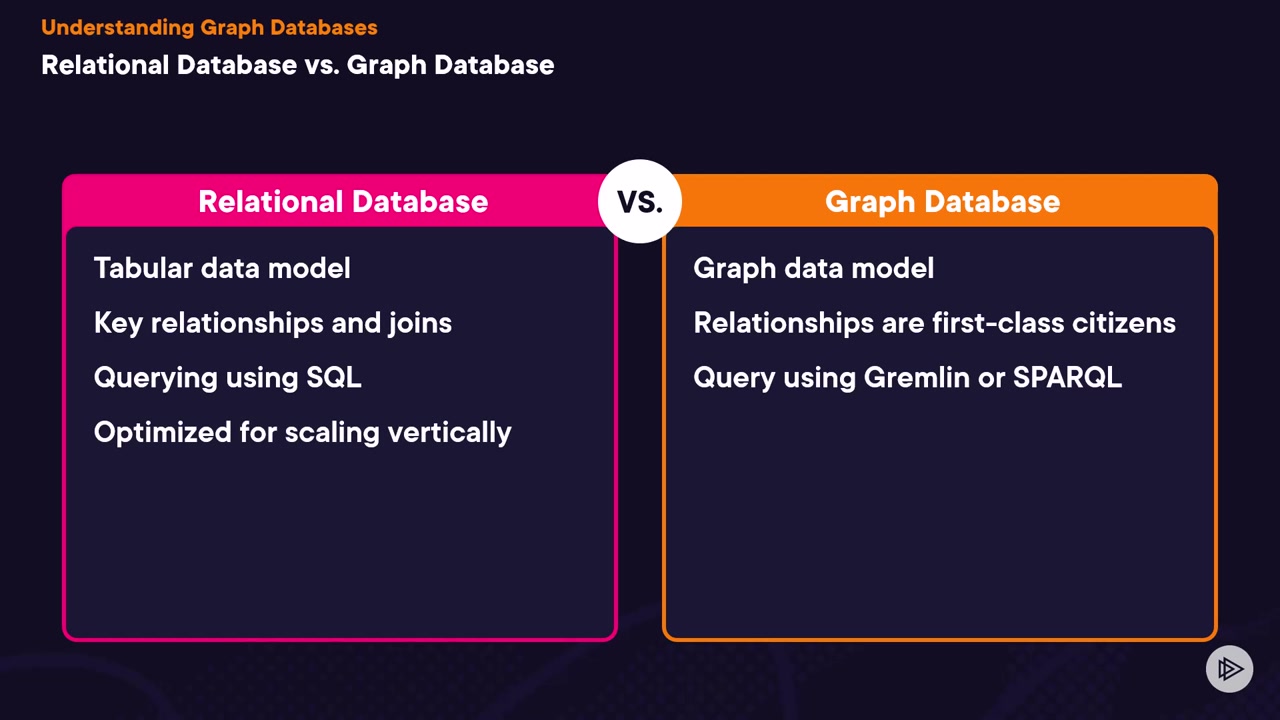 Understanding Graph Databases
Relational Database vs. Graph Database
Relational Database
VS.
Graph Database
Tabular data model
Key relationships and joins
Querying using SQL
Optimized for scaling vertically
Graph data model
Relationships are first-class citizens
Query using Gremlin or SPARQL